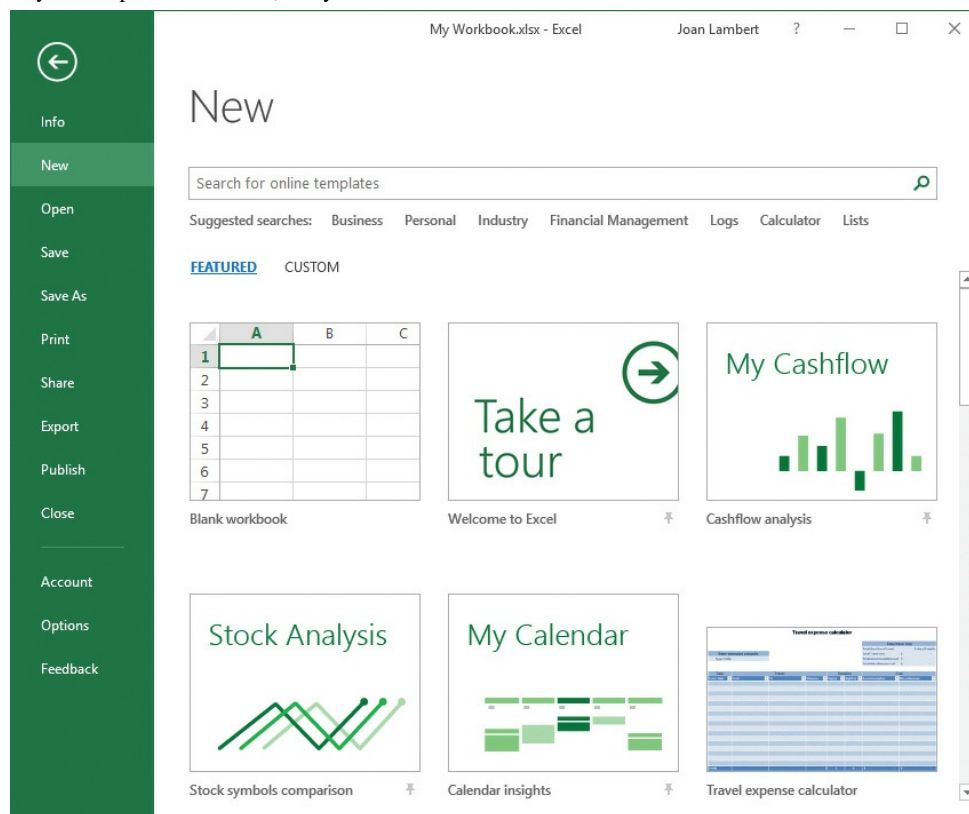 My Workbook.xlsx - Excel
Joan Lambert
?
Info
New
Open
Save
Save As
Print
Share
Export
Publish
Close
Account
Options
Feedback
New
Search for online templates
Suggested searches: Business Personal Industry Financial Management Logs Calculator Lists
FEATURED CUSTOM
A B C
1
2
3
4
5
6
7
Blank workbook
Take a
tour
Welcome to Excel
My Cashflow
Cashflow analysis
Stock Analysis
Stock symbols comparison
My Calendar
Calendar insights
Travel expense calculator
Travel expense calculator